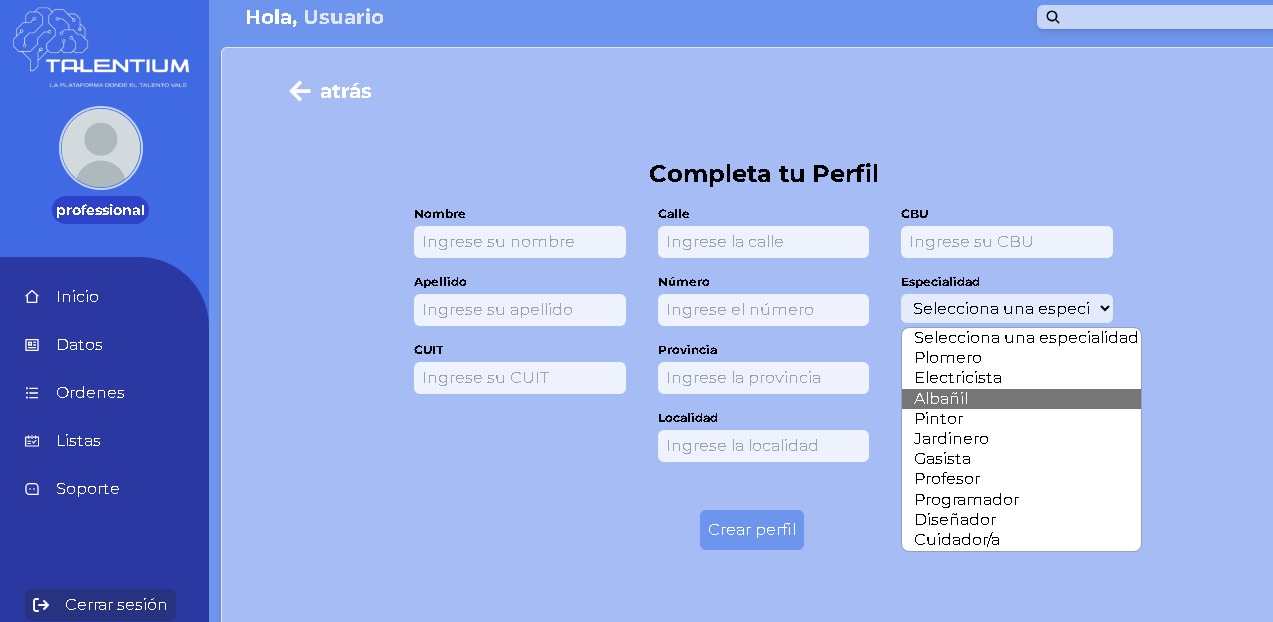 TALENTIUM
LA PLATAFORMA DONDE EL TALENTO VALE
professional
Inicio
Datos
Ordenes
Listas
Soporte
Cerrar sesión
Hola, Usuario
atrás
Completa tu Perfil
Nombre
Ingrese su nombre
Apellido
Ingrese su apellido
CUIT
Ingrese su CUIT
Calle
Ingrese la calle
Número
Ingrese el número
Provincia
Ingrese la provincia
Localidad
Ingrese la localidad
CBU
Ingrese su CBU
Especialidad
Selecciona una especi
Selecciona una especialidad
Plomero
Electricista
Albañil
Pintor
Jardinero
Gasista
Profesor
Programador
Diseñador
Cuidador/a
Crear perfil